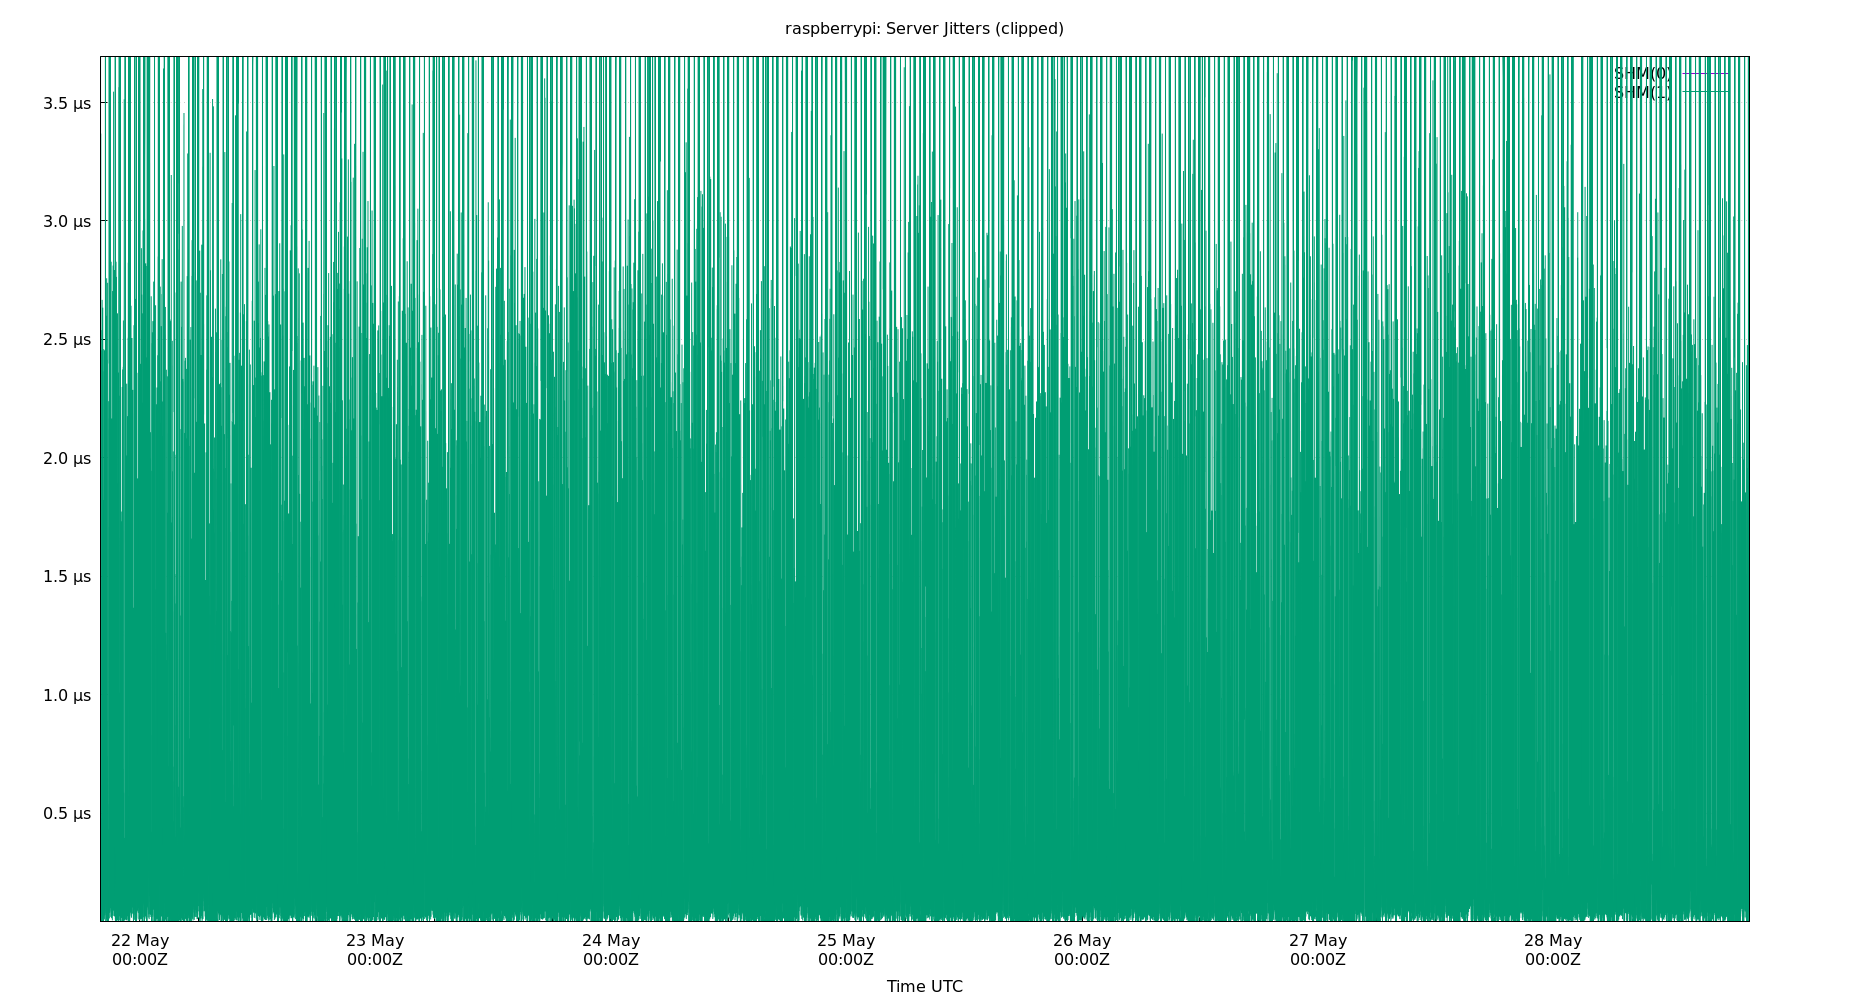 raspberrypi: Server Jitters (clipped)
SHM(0)
SHM(1)
3.5 µs
3.0 µs
2.5 µs
2.0 µs
1.5 µs
1.0 µs
0.5 µs
22 May 23 May 24 May 25 May 26 May 27 May 28 May
00:00Z 00:00Z 00:00Z 00:00Z 00:00Z 00:00Z 00:00Z
Time UTC